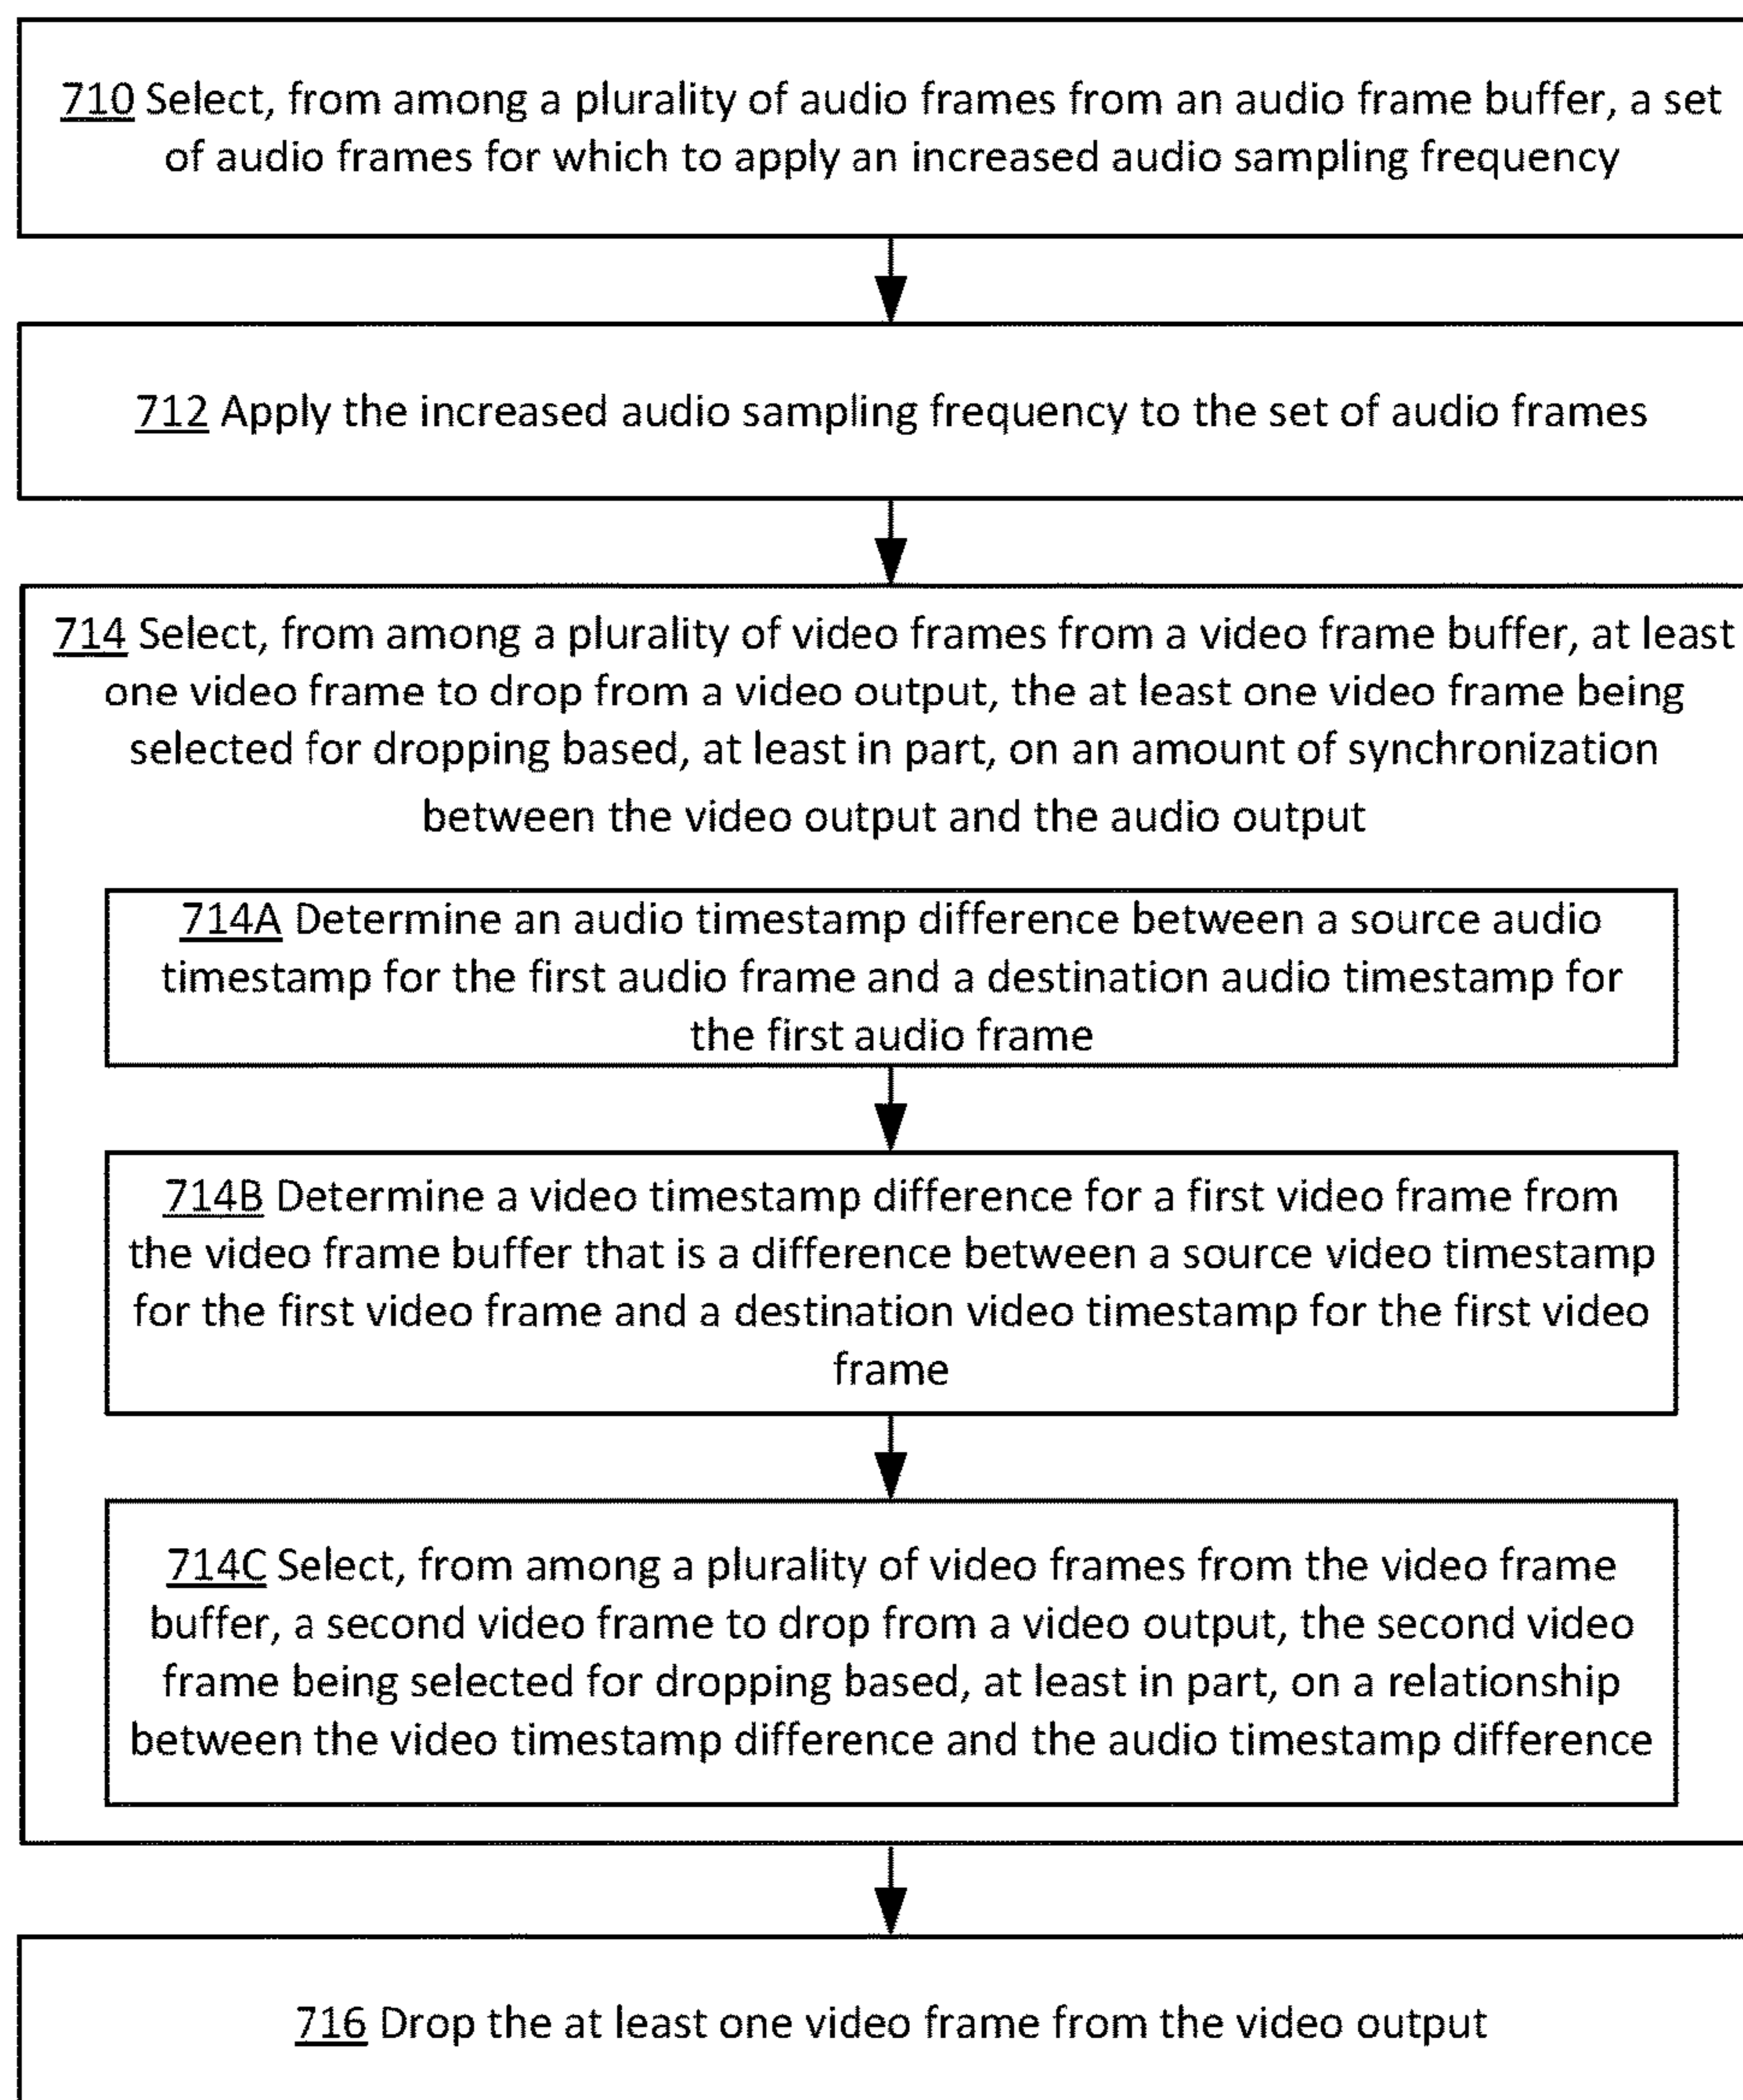 710 Select, from among a plurality of audio frames from an audio frame buffer, a set
of audio frames for which to apply an increased audio sampling frequency
712 Apply the increased audio sampling frequency to the set of audio frames
714 Select, from among a plurality of video frames from a video frame buffer, at least
one video frame to drop from a video output, the at least one video frame being
selected for dropping based, at least in part, on an amount of synchronization
between the video output and the audio output
714A Determine an audio timestamp difference between a source audio
timestamp for the first audio frame and a destination audio timestamp for
the first audio frame
714B Determine a video timestamp difference for a first video frame from
the video frame buffer that is a difference between a source video timestamp
for the first video frame and a destination video timestamp for the first video
frame
714C Select, from among a plurality of video frames from the video frame
buffer, a second video frame to drop from a video output, the second video
frame being selected for dropping based, at least in part, on a relationship
between the video timestamp difference and the audio timestamp difference
716 Drop the at least one video frame from the video output